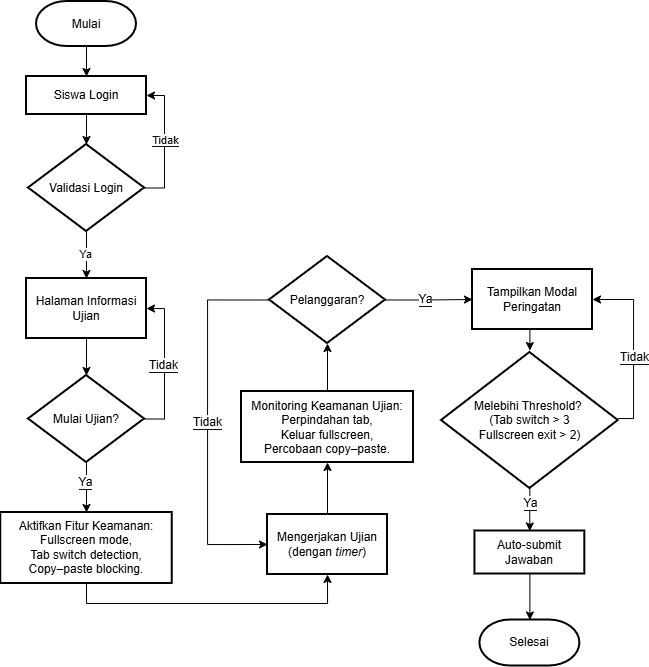 Mulai
Siswa Login
Tidak
Validasi Login
Ya
Halaman Informasi
Ujian
Tidak
Mulai Ujian?
Ya
Aktifkan Fitur Keamanan:
Fullscreen mode,
Tab switch detection,
Copy–paste blocking.
Mengerjakan Ujian
(dengan timer)
Monitoring Keamanan Ujian:
Perpindahan tab,
Keluar fullscreen,
Percobaan copy–paste.
Pelanggaran?
Tidak
Ya
Tampilkan Modal
Peringatan
Tidak
Melebihi Threshold?
(Tab switch > 3
Fullscreen exit > 2)
Ya
Auto-submit
Jawaban
Selesai